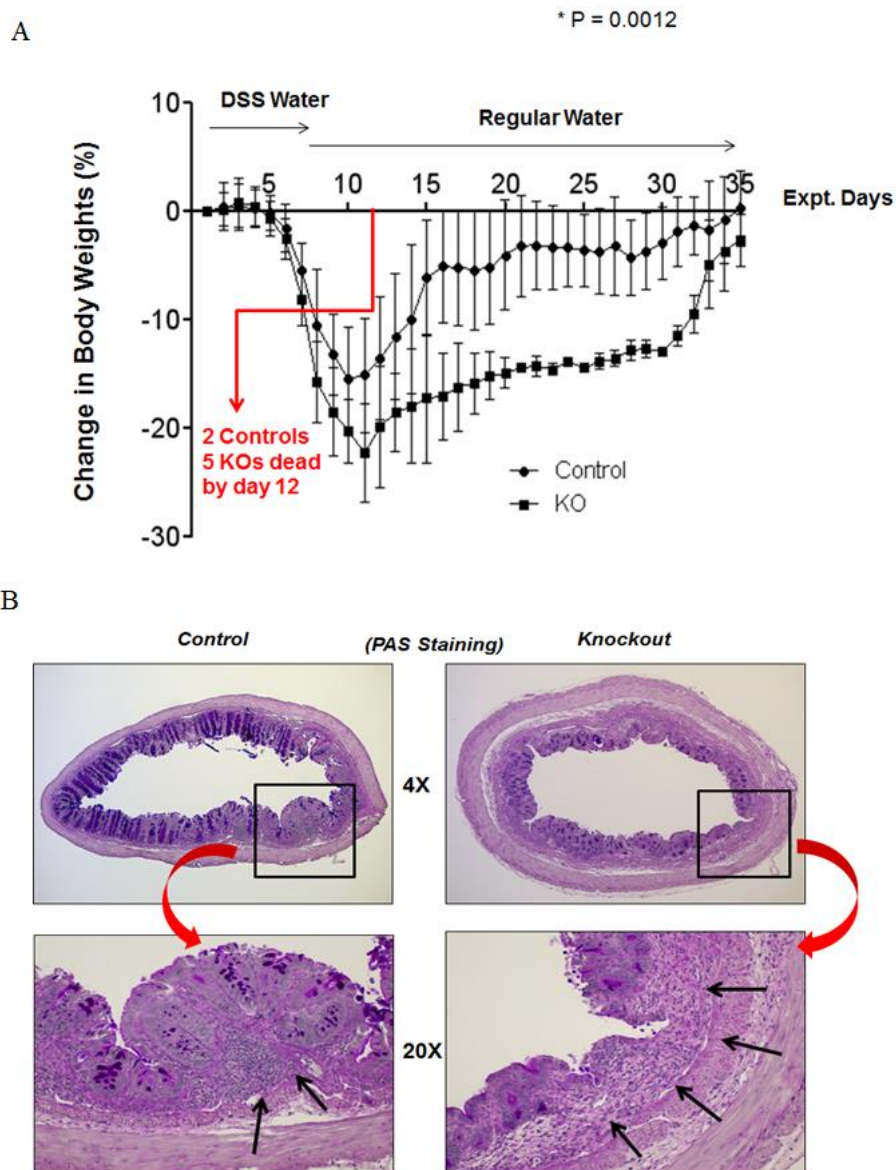 * P = 0.0012
A
DSS Water
Regular Water
10
0
-10
-20
-30
Change in Body Weights (%)
5 10 15 20 25 30 35
Expt. Days
2 Controls
5 KOs dead
by day 12
Control
KO
B
Control
(PAS Staining)
Knockout
4X
20X